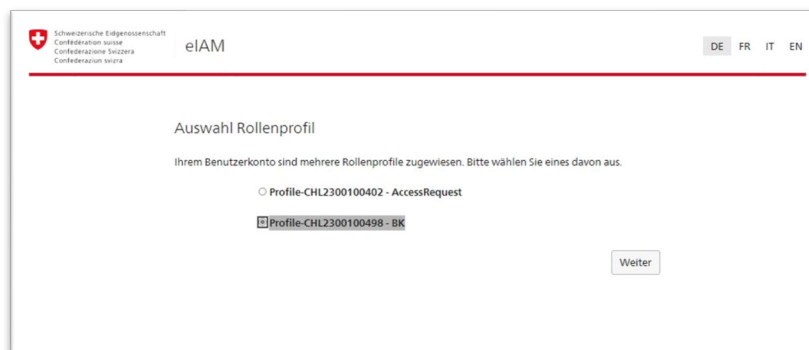 Schweizerische Eidgenossenschaft
Confédération suisse
Confederazione Svizzera
Confederaziun svizra
eIAM
DE FR IT EN
Auswahl Rollenprofil
Ihrem Benutzerkonto sind mehrere Rollenprofile zugewiesen. Bitte wählen Sie eines davon aus.
Profile-CHL2300100402 - AccessRequest
Profile-CHL2300100498 - BK
Weiter